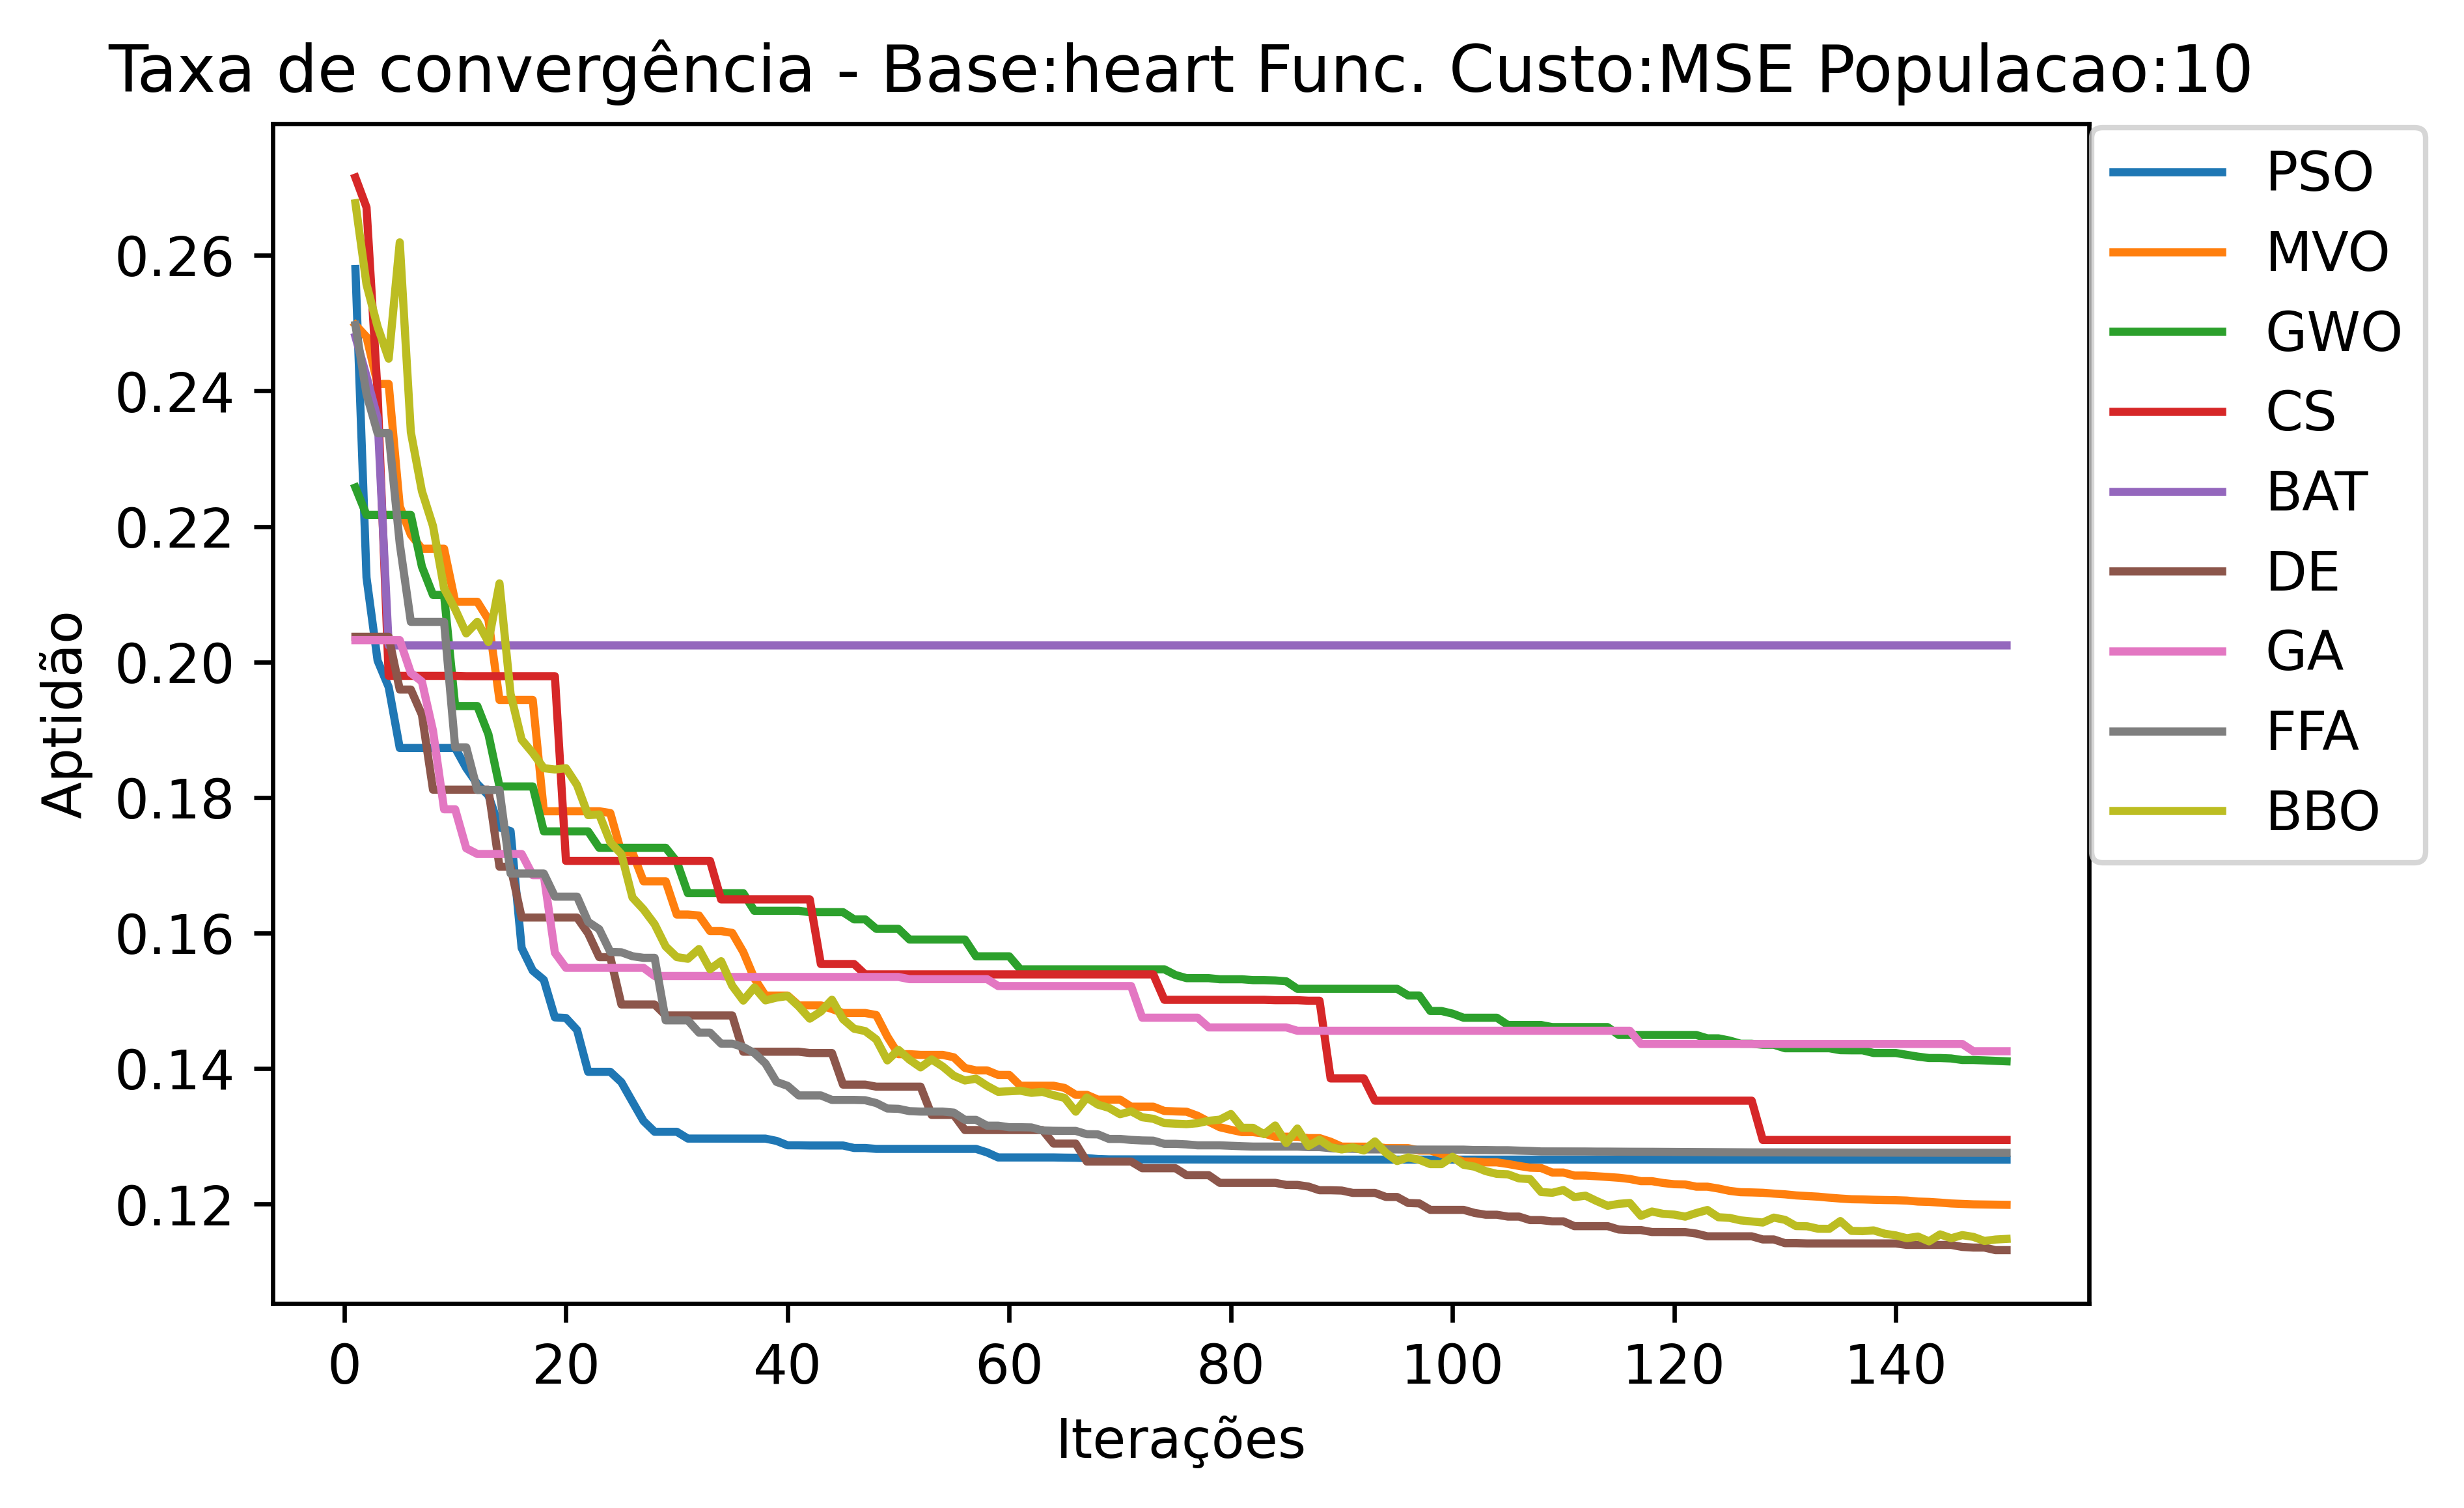 Taxa de convergência - Base:heart Func. Custo:MSE Populacao:10
Aptidão
0.26
0.24
0.22
0.20
0.18
0.16
0.14
0.12
0 20 40 60 80 100 120 140
Iterações
PSO
MVO
GWO
CS
BAT
DE
GA
FFA
BBO